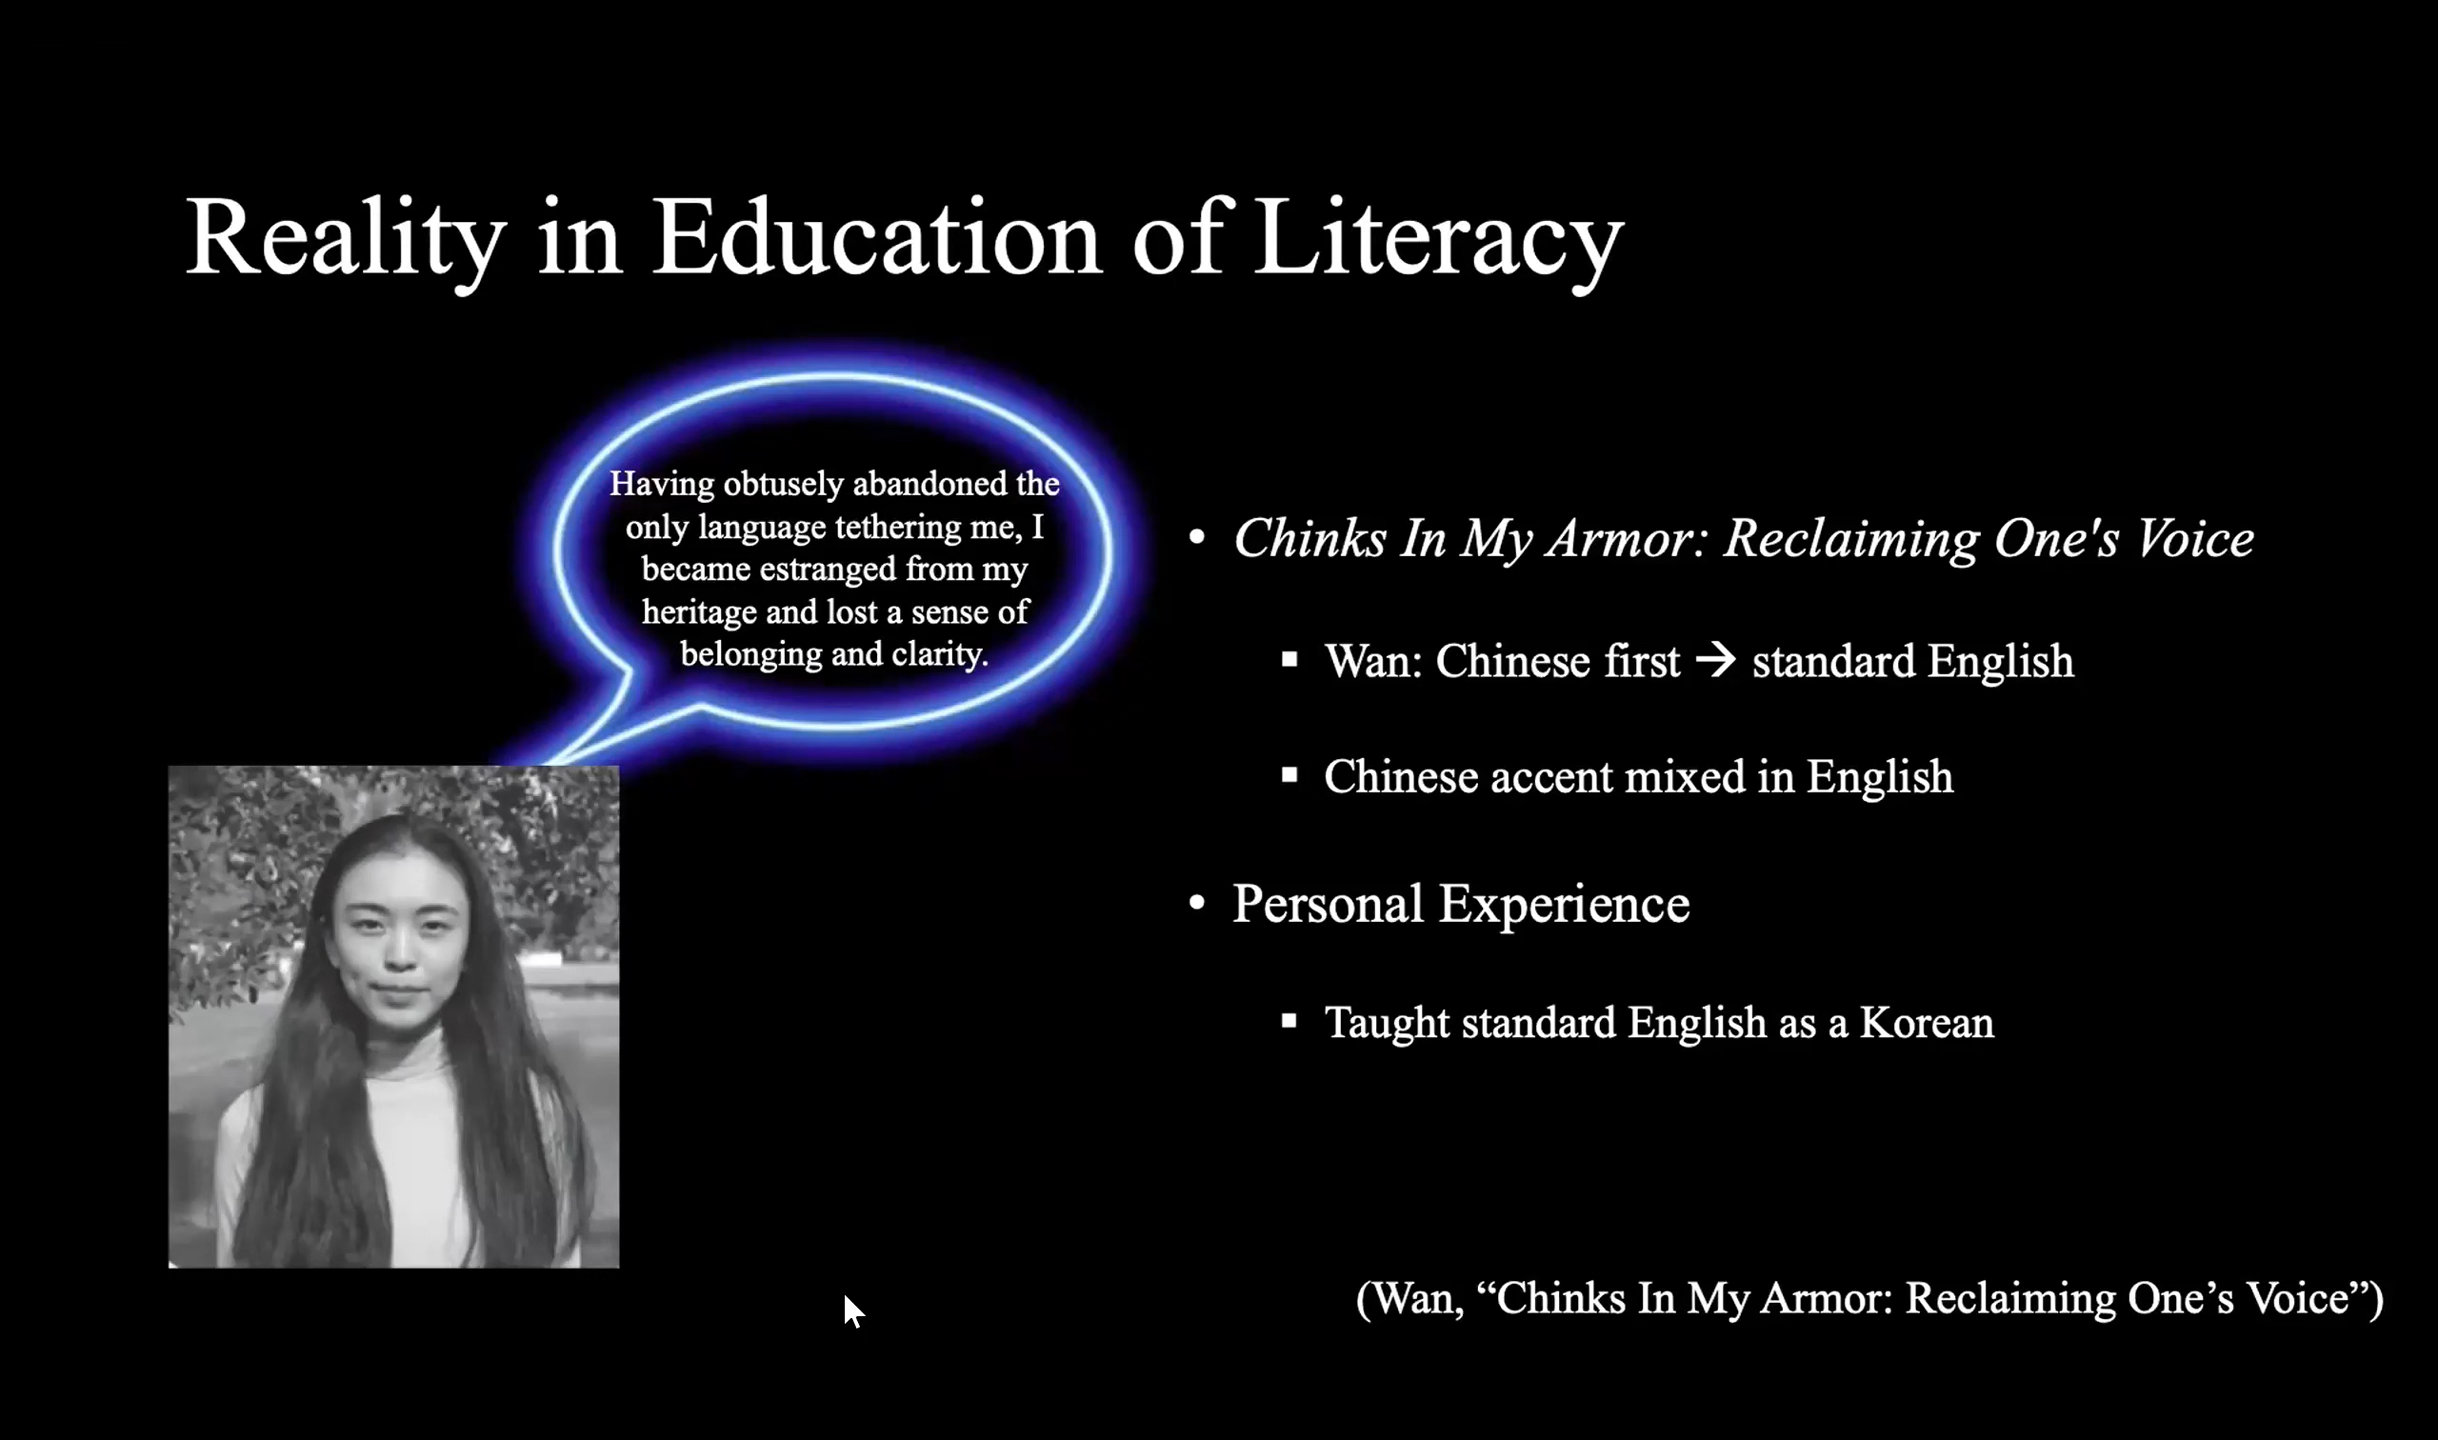 Reality in Education of Literacy
Having obtusely abandoned the
only language tethering me, I
became estranged from my
heritage and lost a sense of
belonging and clarity.
• Chinks In My Armor: Reclaiming One's Voice
▪ Wan: Chinese first → standard English
▪ Chinese accent mixed in English
• Personal Experience
▪ Taught standard English as a Korean
(Wan, “Chinks In My Armor: Reclaiming One’s Voice”)